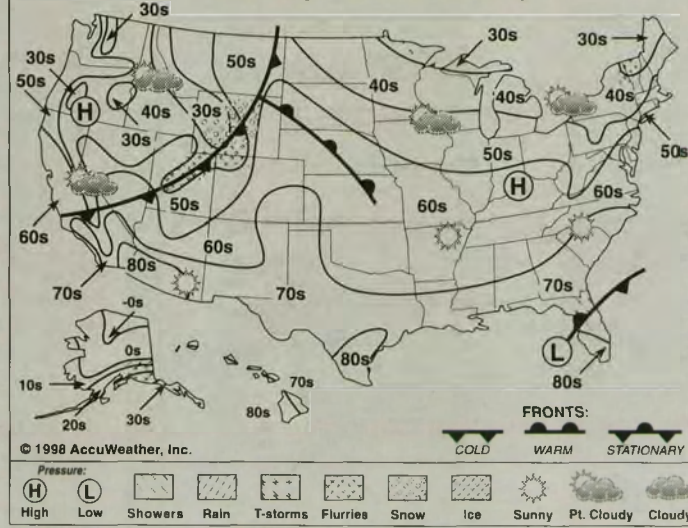 30s
30s
30s
30s
50s
50s
40s
40s
40s
40s
H
30s
30s
50s
50s
H
50s
60s
60s
60s
60s
80s
70s
70s
70s
L
80s
80s
-0s
0s
10s
20s
30s
70s
80s
FRONTS:
COLD WARM STATIONARY
© 1998 AccuWeather, Inc.
Pressure:
H L
High Low Showers Rain T-storms Flurries Snow Ice Sunny Pt. Cloudy Cloudy